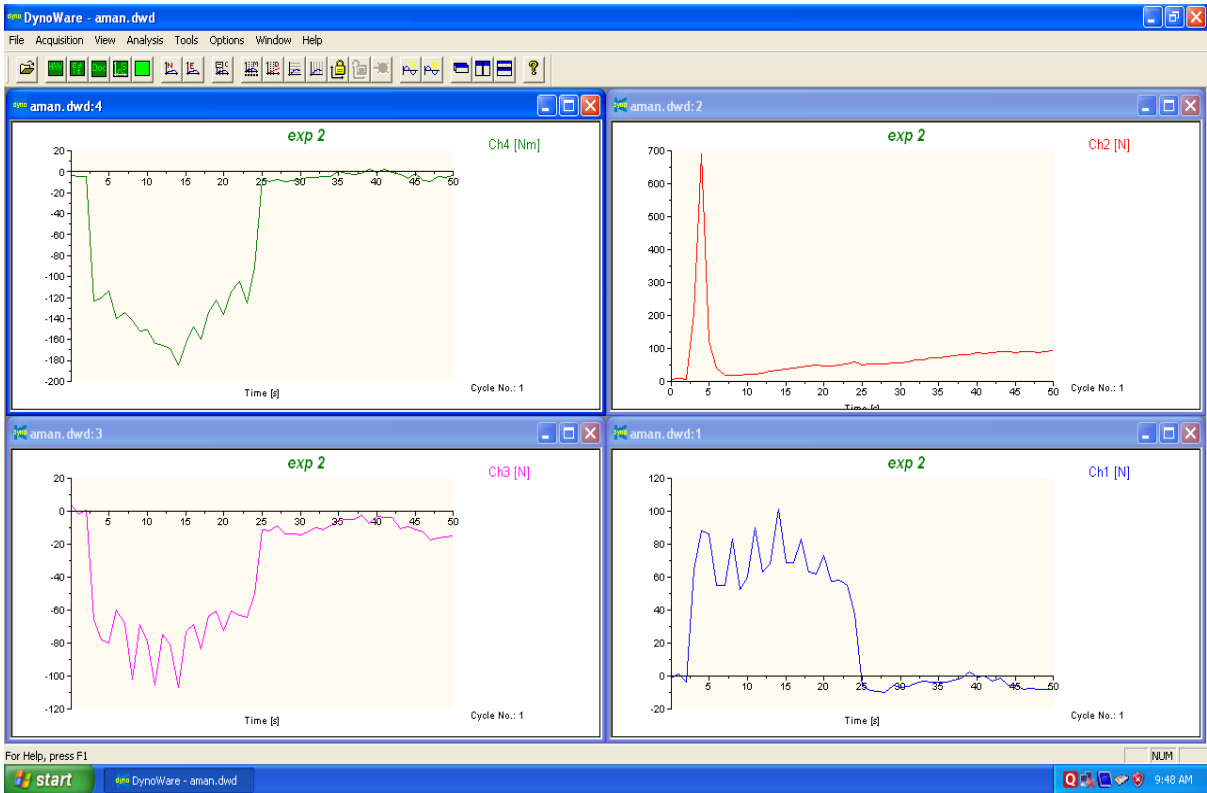 DynoWare - aman.dwd
File Acquisition View Analysis Tools Options Window Help
aman.dwd:4
exp 2
Ch4 [Nm]
20
0
-20
-40
-60
-80
-100
-120
-140
-160
-180
-200
5 10 15 20 25 30 35 40 45 50
Time [s]
Cycle No.: 1
aman.dwd:2
exp 2
Ch2 [N]
700
600
500
400
300
200
100
0
0 5 10 15 20 25 30 35 40 45 50
Time [s]
Cycle No.: 1
aman.dwd:3
exp 2
Ch3 [N]
20
0
-20
-40
-60
-80
-100
-120
5 10 15 20 25 30 35 40 45 50
Time [s]
Cycle No.: 1
aman.dwd:1
exp 2
Ch1 [N]
120
100
80
60
40
20
0
-20
5 10 15 20 25 30 35 40 45 50
Time [s]
Cycle No.: 1
For Help, press F1
NUM
start
DynoWare - aman.dwd
9:48 AM